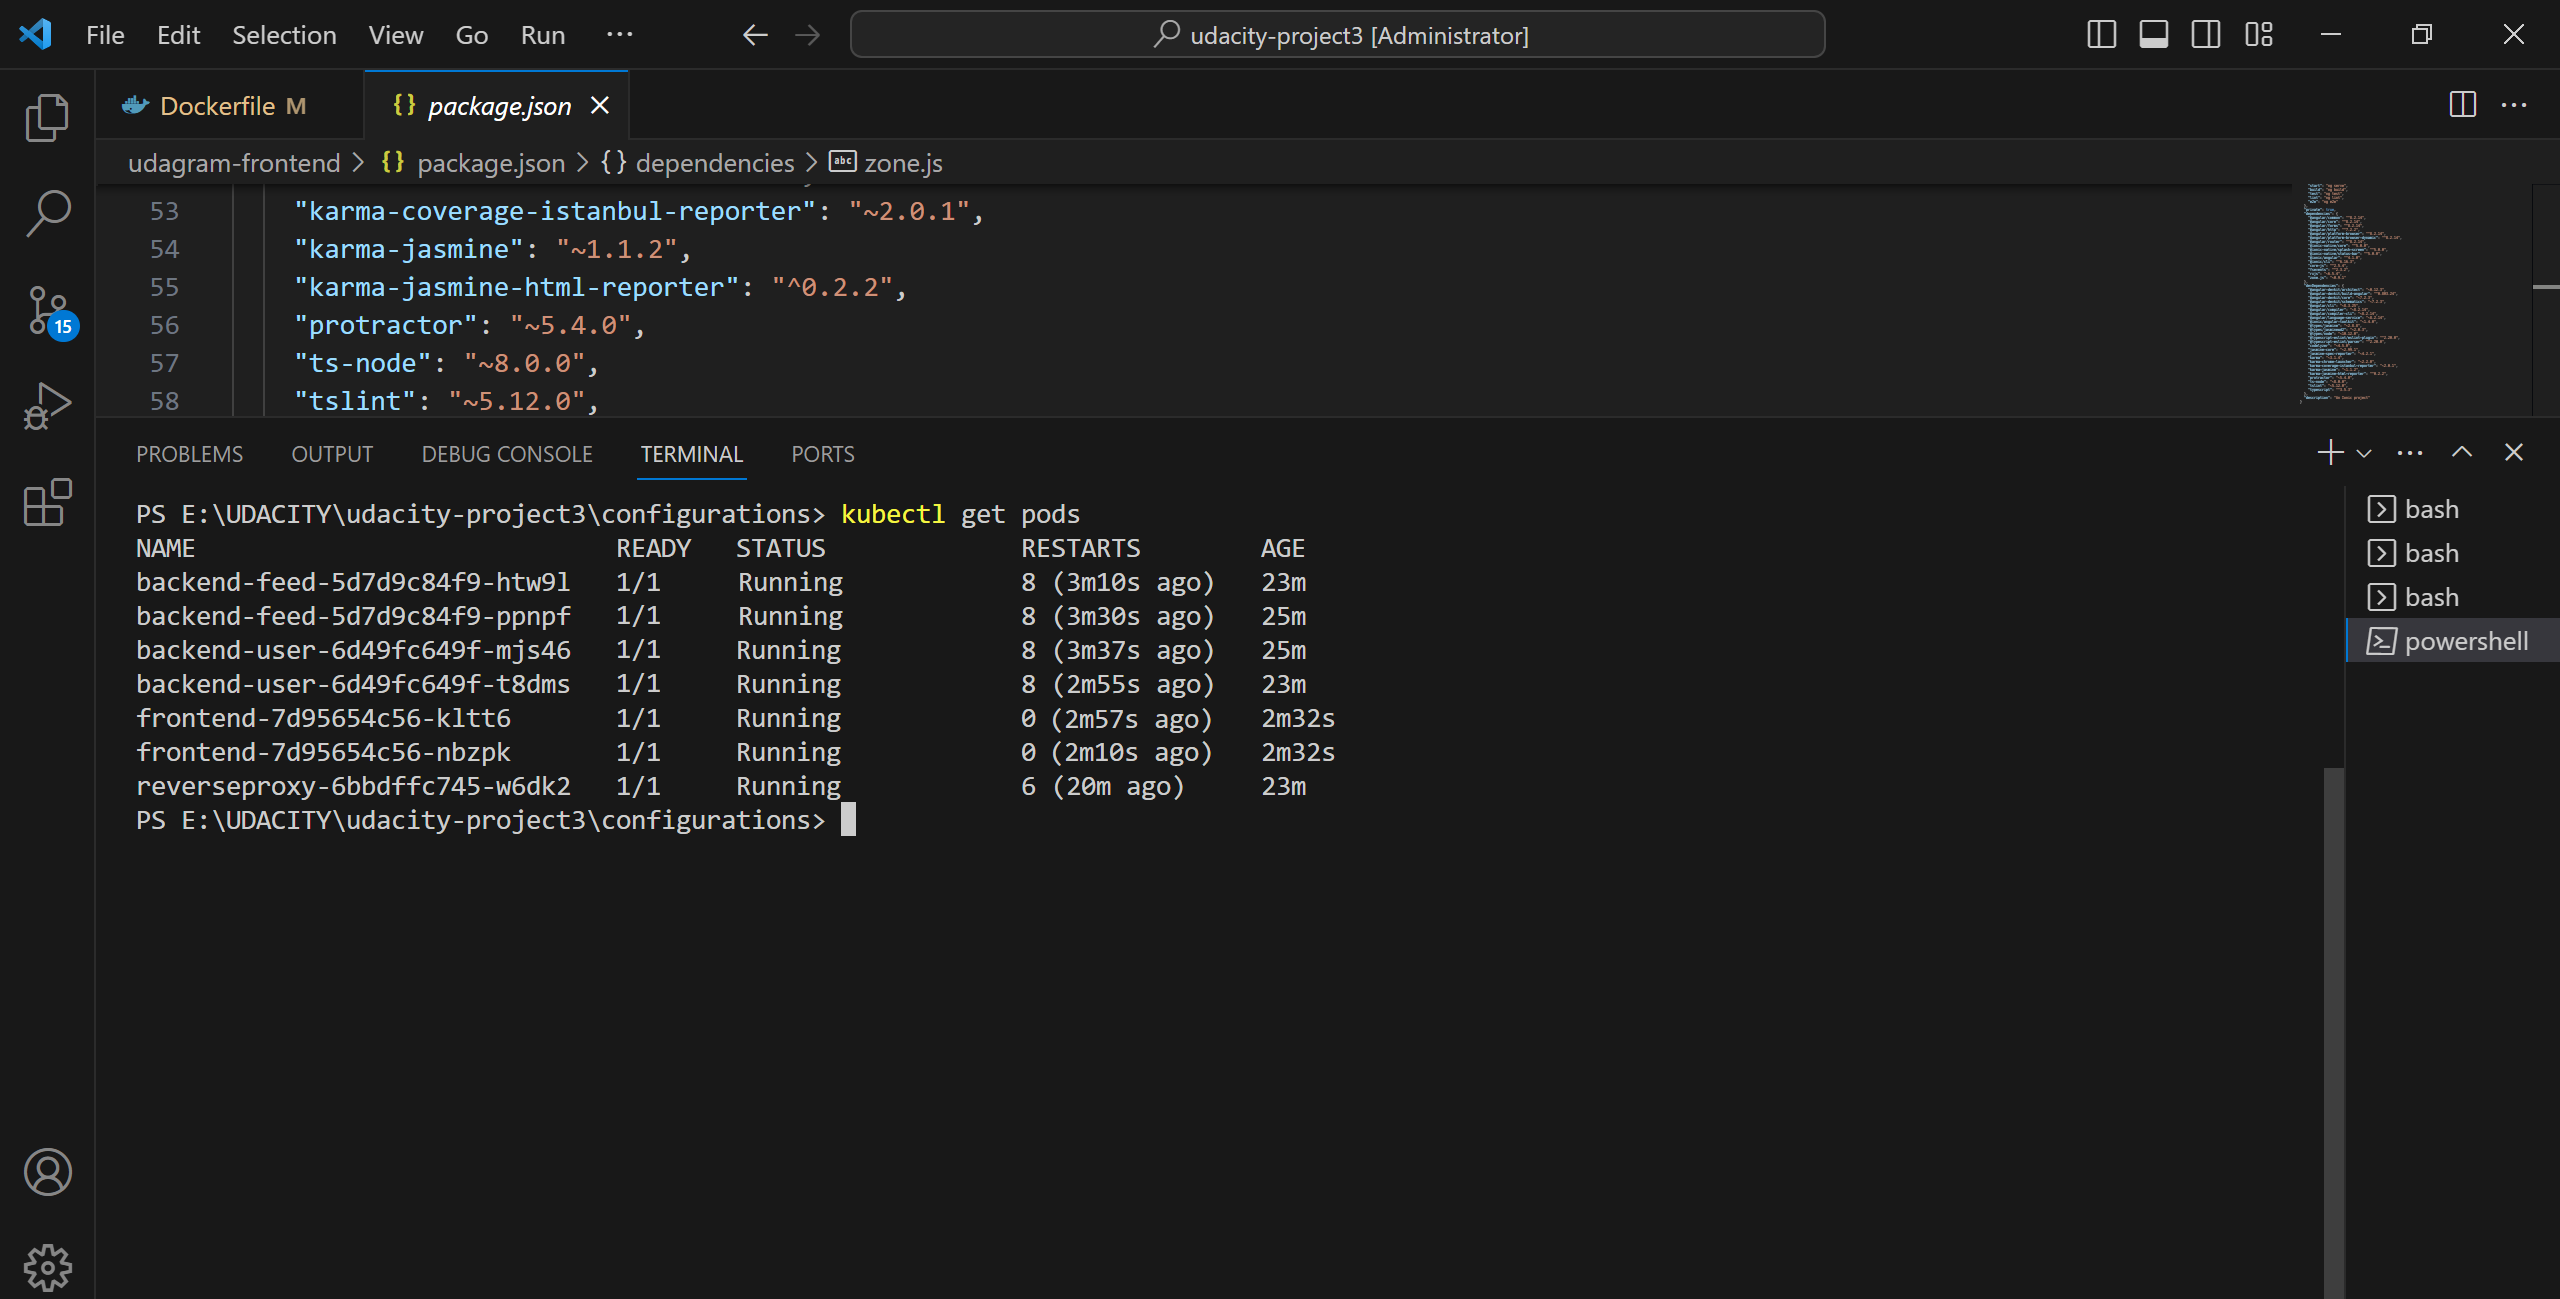 File Edit Selection View Go Run ··· udacity-project3 [Administrator]
Dockerfile M {} package.json
udagram-frontend > {} package.json > {} dependencies > abc zone.js
53 "karma-coverage-istanbul-reporter": "~2.0.1",
54 "karma-jasmine": "~1.1.2",
55 "karma-jasmine-html-reporter": "^0.2.2",
56 "protractor": "~5.4.0",
57 "ts-node": "~8.0.0",
58 "tslint": "~5.12.0",
15
PROBLEMS OUTPUT DEBUG CONSOLE TERMINAL PORTS
PS E:\UDACITY\udacity-project3\configurations> kubectl get pods
NAME READY STATUS RESTARTS AGE
backend-feed-5d7d9c84f9-htw9l 1/1 Running 8 (3m10s ago) 23m
backend-feed-5d7d9c84f9-ppnpf 1/1 Running 8 (3m30s ago) 25m
backend-user-6d49fc649f-mjs46 1/1 Running 8 (3m37s ago) 25m
backend-user-6d49fc649f-t8dms 1/1 Running 8 (2m55s ago) 23m
frontend-7d95654c56-kltt6 1/1 Running 0 (2m57s ago) 2m32s
frontend-7d95654c56-nbzpk 1/1 Running 0 (2m10s ago) 2m32s
reverseproxy-6bbdffc745-w6dk2 1/1 Running 6 (20m ago) 23m
PS E:\UDACITY\udacity-project3\configurations>
bash
bash
bash
powershell